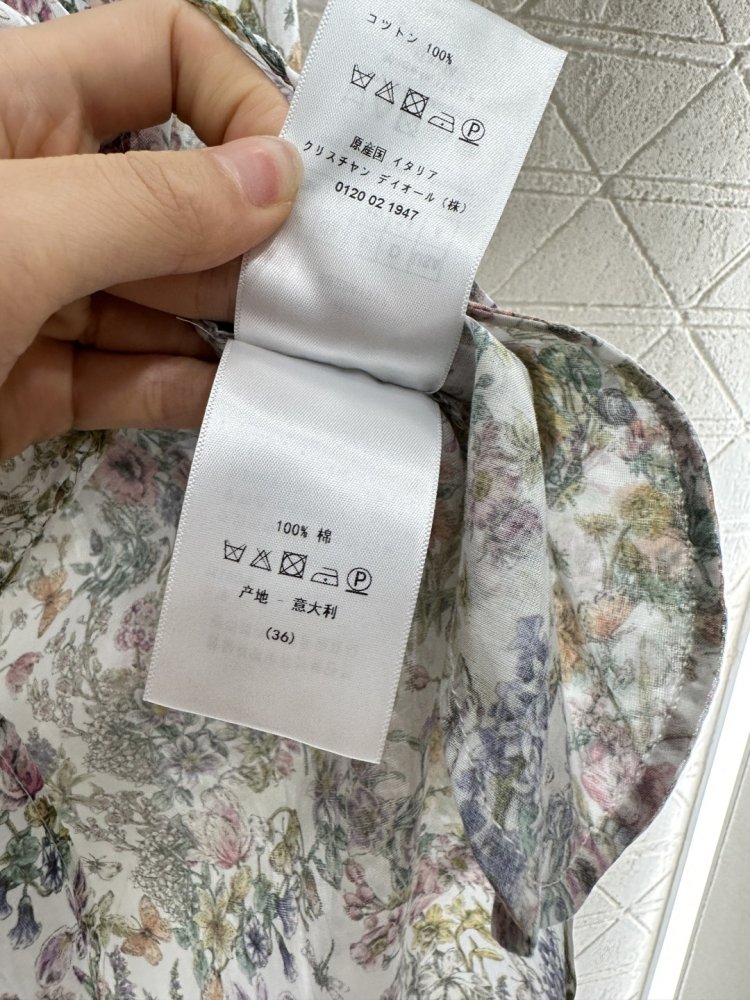 コットン 100%
P
原産国 イタリア
クリスチャン デイオール (株)
0120 02 1947
100% 棉
P
产地 - 意大利
(36)